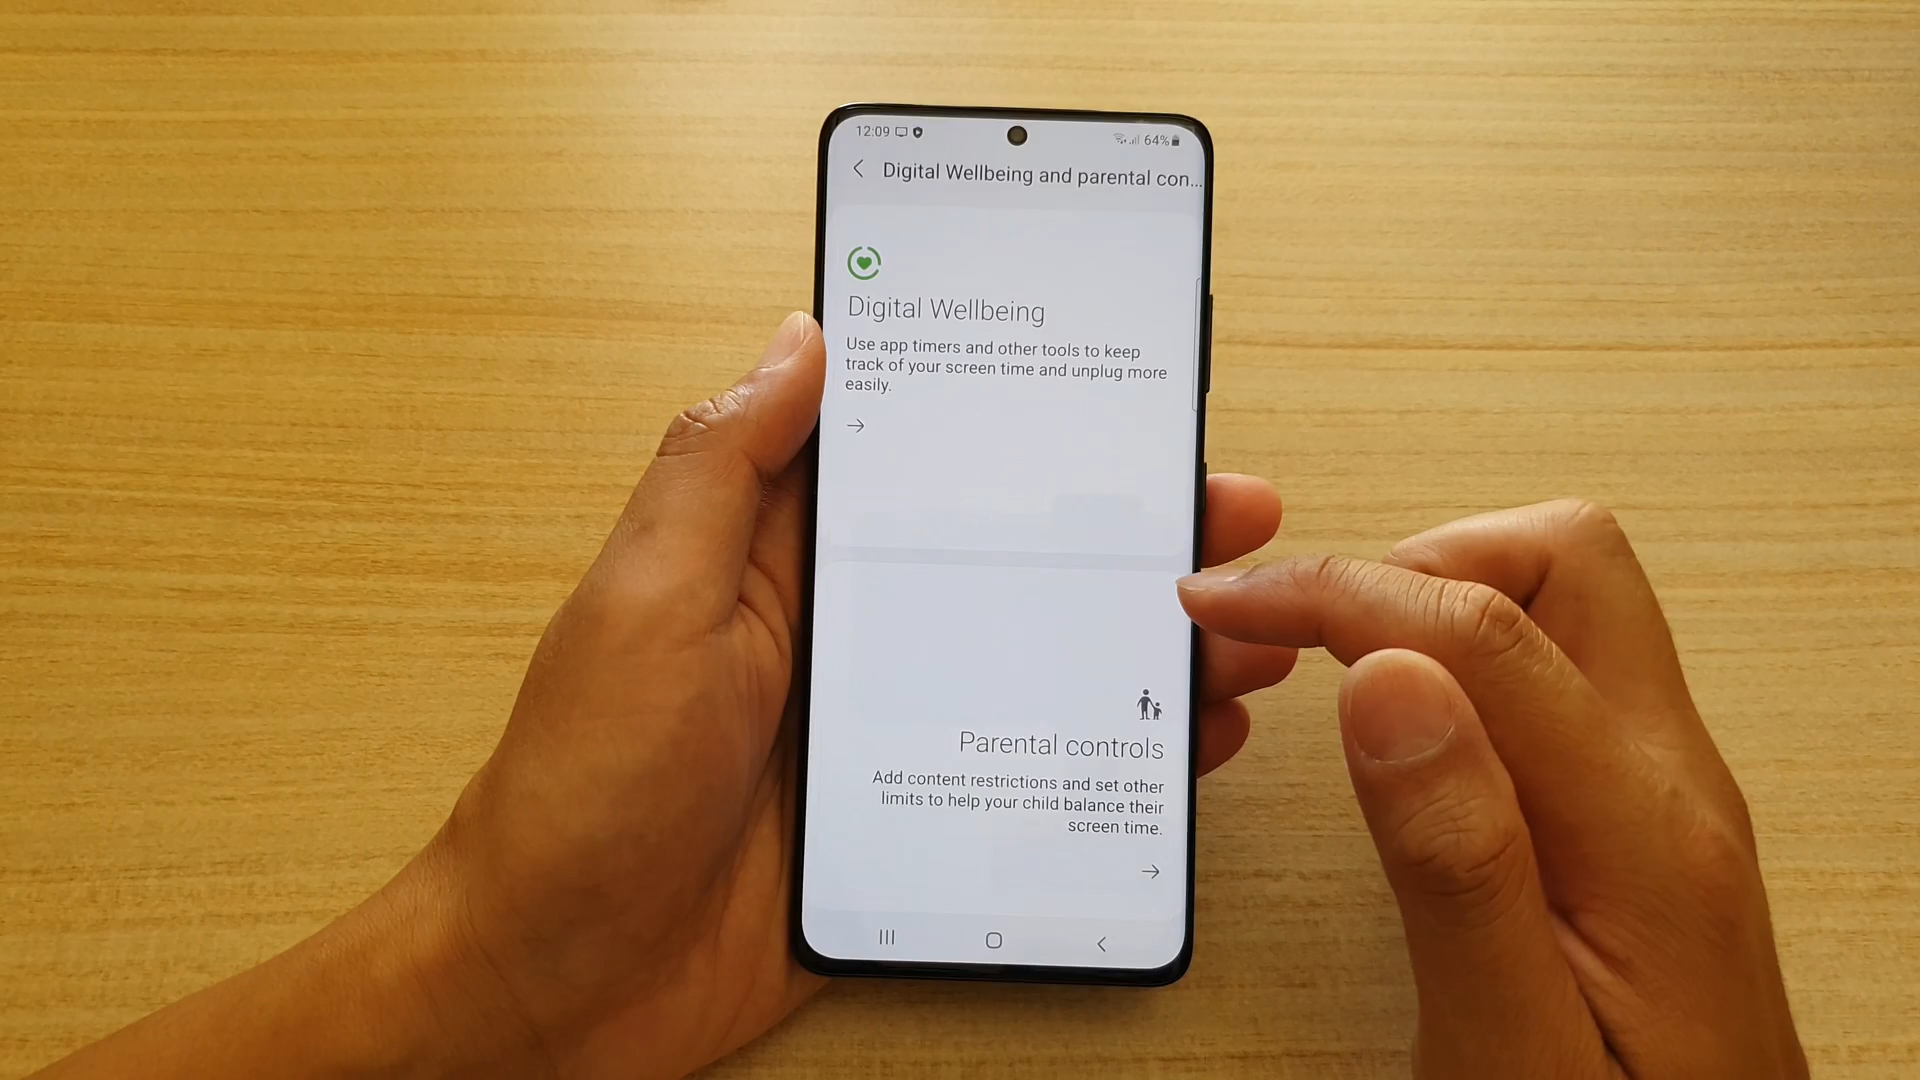 12:09
64%
Digital Wellbeing and parental con...
Digital Wellbeing
Use app timers and other tools to keep
track of your screen time and unplug more
easily.
Parental controls
Add content restrictions and set other
limits to help your child balance their
screen time.